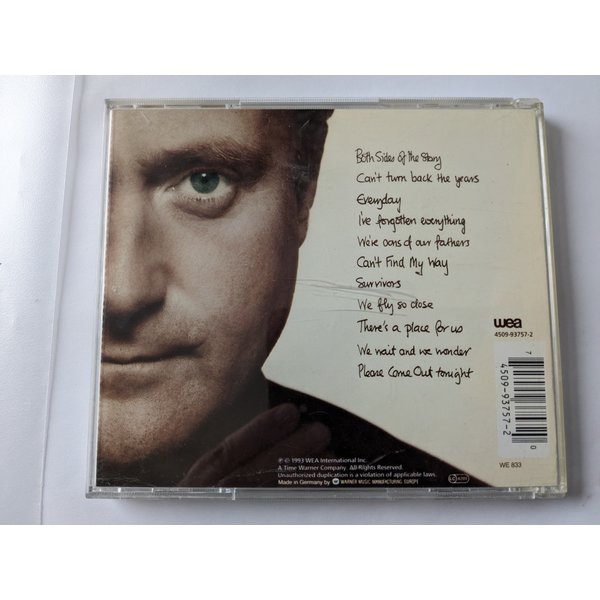 Both Sides of the Story
Can't turn back the years
Everyday
I've forgotten everything
We're sons of our fathers
Can't Find My Way
Survivors
We fly so close
There's a place for us
We wait and we wonder
Please Come Out tonight
wea
4509-93757-2
7
4509-93757-2
0
WE 833
℗ © 1993 WEA International Inc.
A Time Warner Company. All Rights Reserved.
Unauthorized duplication is a violation of applicable laws.
Made in Germany by WARNER MUSIC MANUFACTURING EUROPE